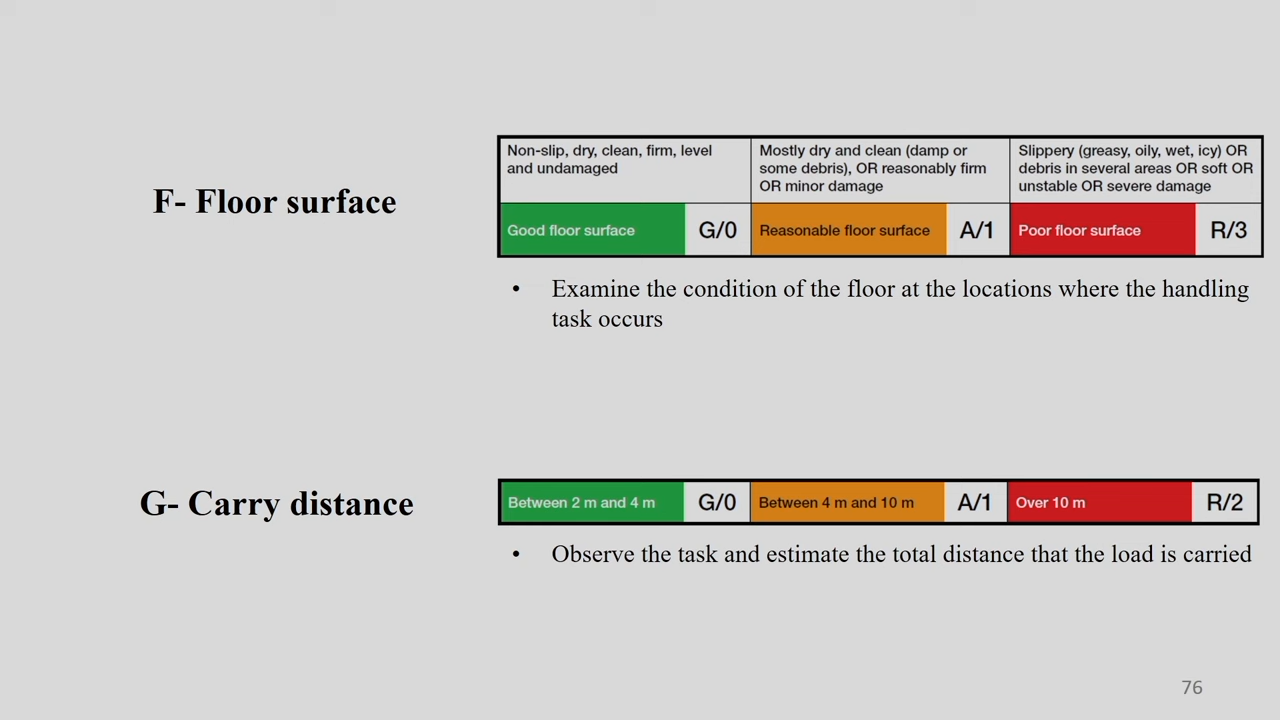 F- Floor surface
Non-slip, dry, clean, firm, level
and undamaged
Mostly dry and clean (damp or
some debris), OR reasonably firm
OR minor damage
Slippery (greasy, oily, wet, icy) OR
debris in several areas OR soft OR
unstable OR severe damage
Good floor surface G/0 Reasonable floor surface A/1 Poor floor surface R/3
• Examine the condition of the floor at the locations where the handling
task occurs
G- Carry distance
Between 2 m and 4 m G/0 Between 4 m and 10 m A/1 Over 10 m R/2
• Observe the task and estimate the total distance that the load is carried
76